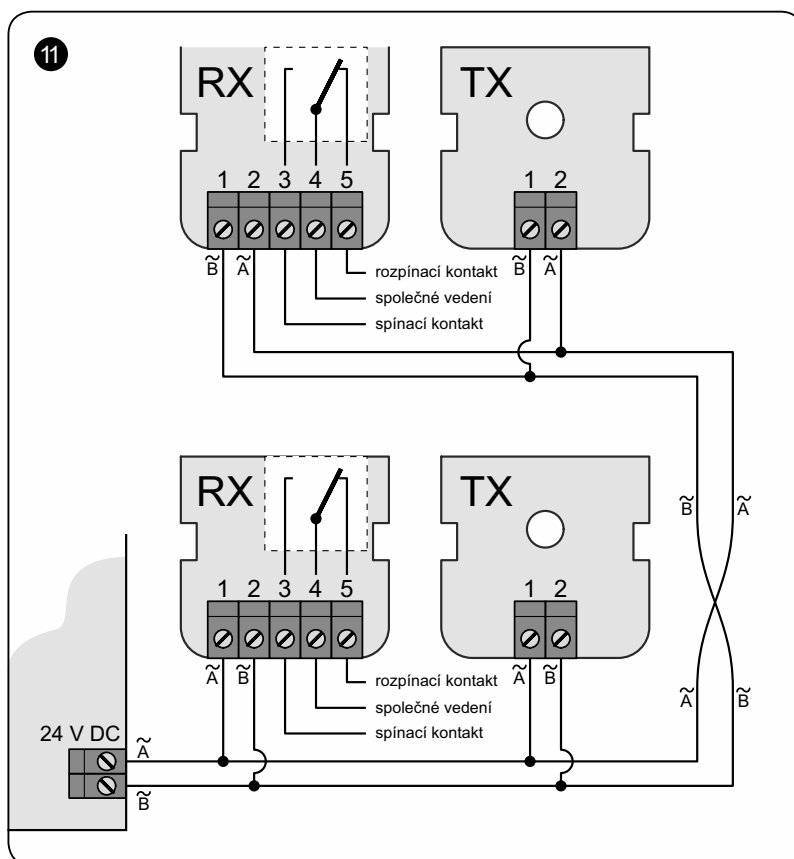 11
RX
TX
1 2 3 4 5
1 2
B̃ Ã
B̃ Ã
rozpínací kontakt
společné vedení
spínací kontakt
B̃ Ã
RX
TX
1 2 3 4 5
1 2
Ã B̃
Ã B̃
rozpínací kontakt
společné vedení
spínací kontakt
Ã B̃
24 V DC
Ã
B̃